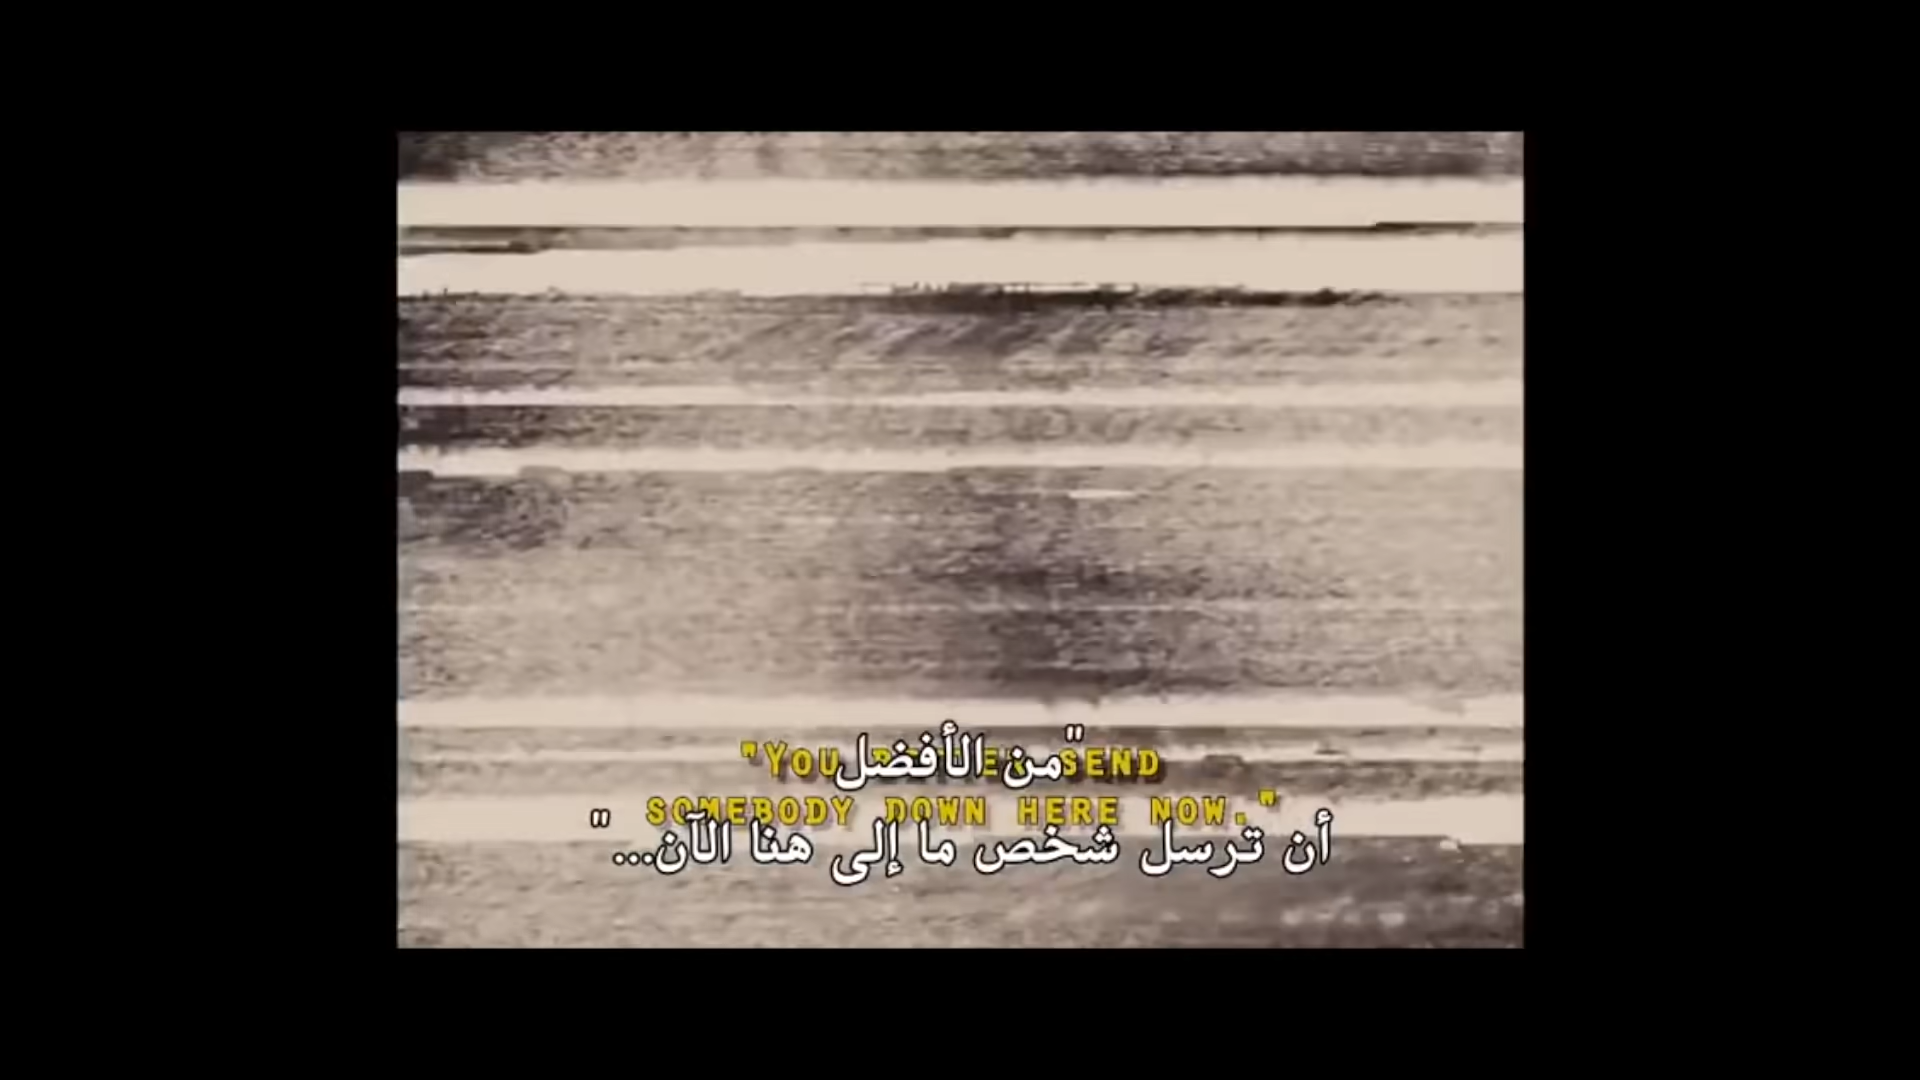 "You SEND
"من الأفضل
SOMEBODY DOWN HERE NOW."
أن ترسل شخص ما إلى هنا الآن..."